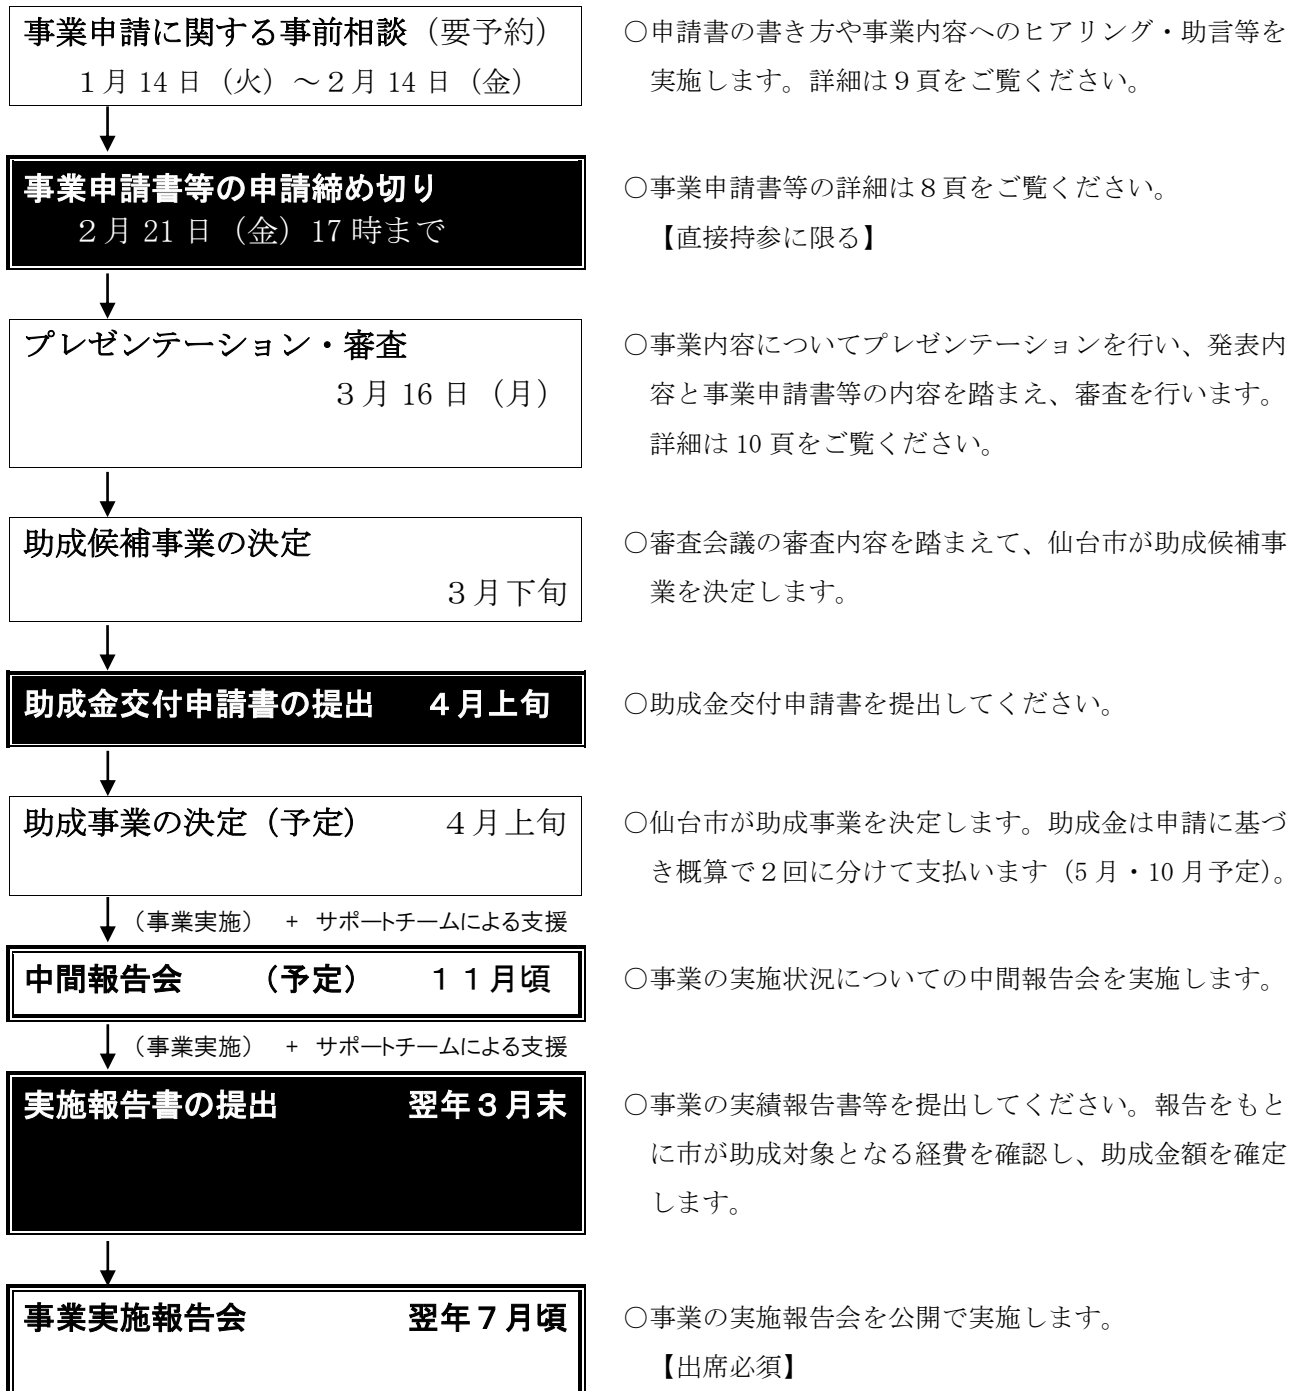 事業申請に関する事前相談（要予約）
１月 14 日（火）～２月 14 日（金）
○申請書の書き方や事業内容へのヒアリング・助言等を
実施します。詳細は９頁をご覧ください。
事業申請書等の申請締め切り
２月 21 日（金）17 時まで
○事業申請書等の詳細は８頁をご覧ください。
【直接持参に限る】
プレゼンテーション・審査
３月 16 日（月）
○事業内容についてプレゼンテーションを行い、発表内
容と事業申請書等の内容を踏まえ、審査を行います。
詳細は 10 頁をご覧ください。
助成候補事業の決定
３月下旬
○審査会議の審査内容を踏まえて、仙台市が助成候補事
業を決定します。
助成金交付申請書の提出　４月上旬
○助成金交付申請書を提出してください。
助成事業の決定（予定）　４月上旬
○仙台市が助成事業を決定します。助成金は申請に基づ
き概算で２回に分けて支払います（5 月・10 月予定）。
（事業実施）　+　サポートチームによる支援
中間報告会　（予定）　１１月頃
○事業の実施状況についての中間報告会を実施します。
（事業実施）　+　サポートチームによる支援
実施報告書の提出　翌年３月末
○事業の実績報告書等を提出してください。報告をもと
に市が助成対象となる経費を確認し、助成金額を確定
します。
事業実施報告会　翌年７月頃
○事業の実施報告会を公開で実施します。
【出席必須】